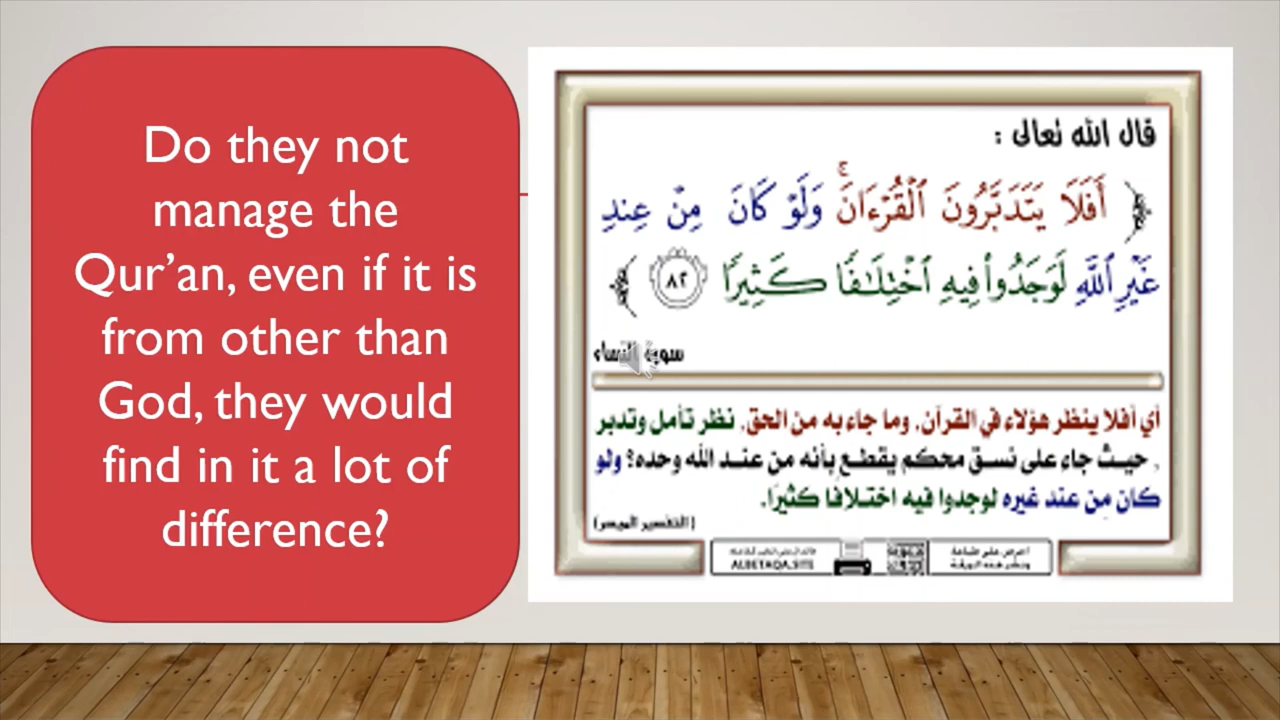 Do they not
manage the
Qur’an, even if it is
from other than
God, they would
find in it a lot of
difference?
قال الله تعالى :
﴿ أَفَلَا يَتَدَبَّرُونَ ٱلْقُرْءَانَۚ وَلَوْ كَانَ مِنْ عِندِ
غَيْرِ ٱللَّهِ لَوَجَدُوا۟ فِيهِ ٱخْتِلَـٰفًا كَثِيرًا ٨٢ ﴾
سورة النساء
أي أفلا ينظر هؤلاء في القرآن، وما جاء به من الحق، نظر تأمل وتدبر
، حيث جاء على نسق محكم يقطع بأنه من عند الله وحده؟ ولو
كان من عند غيره لوجدوا فيه اختلافا كثيرًا.
(التفسير الميسر)
ALBETAQA.SITE